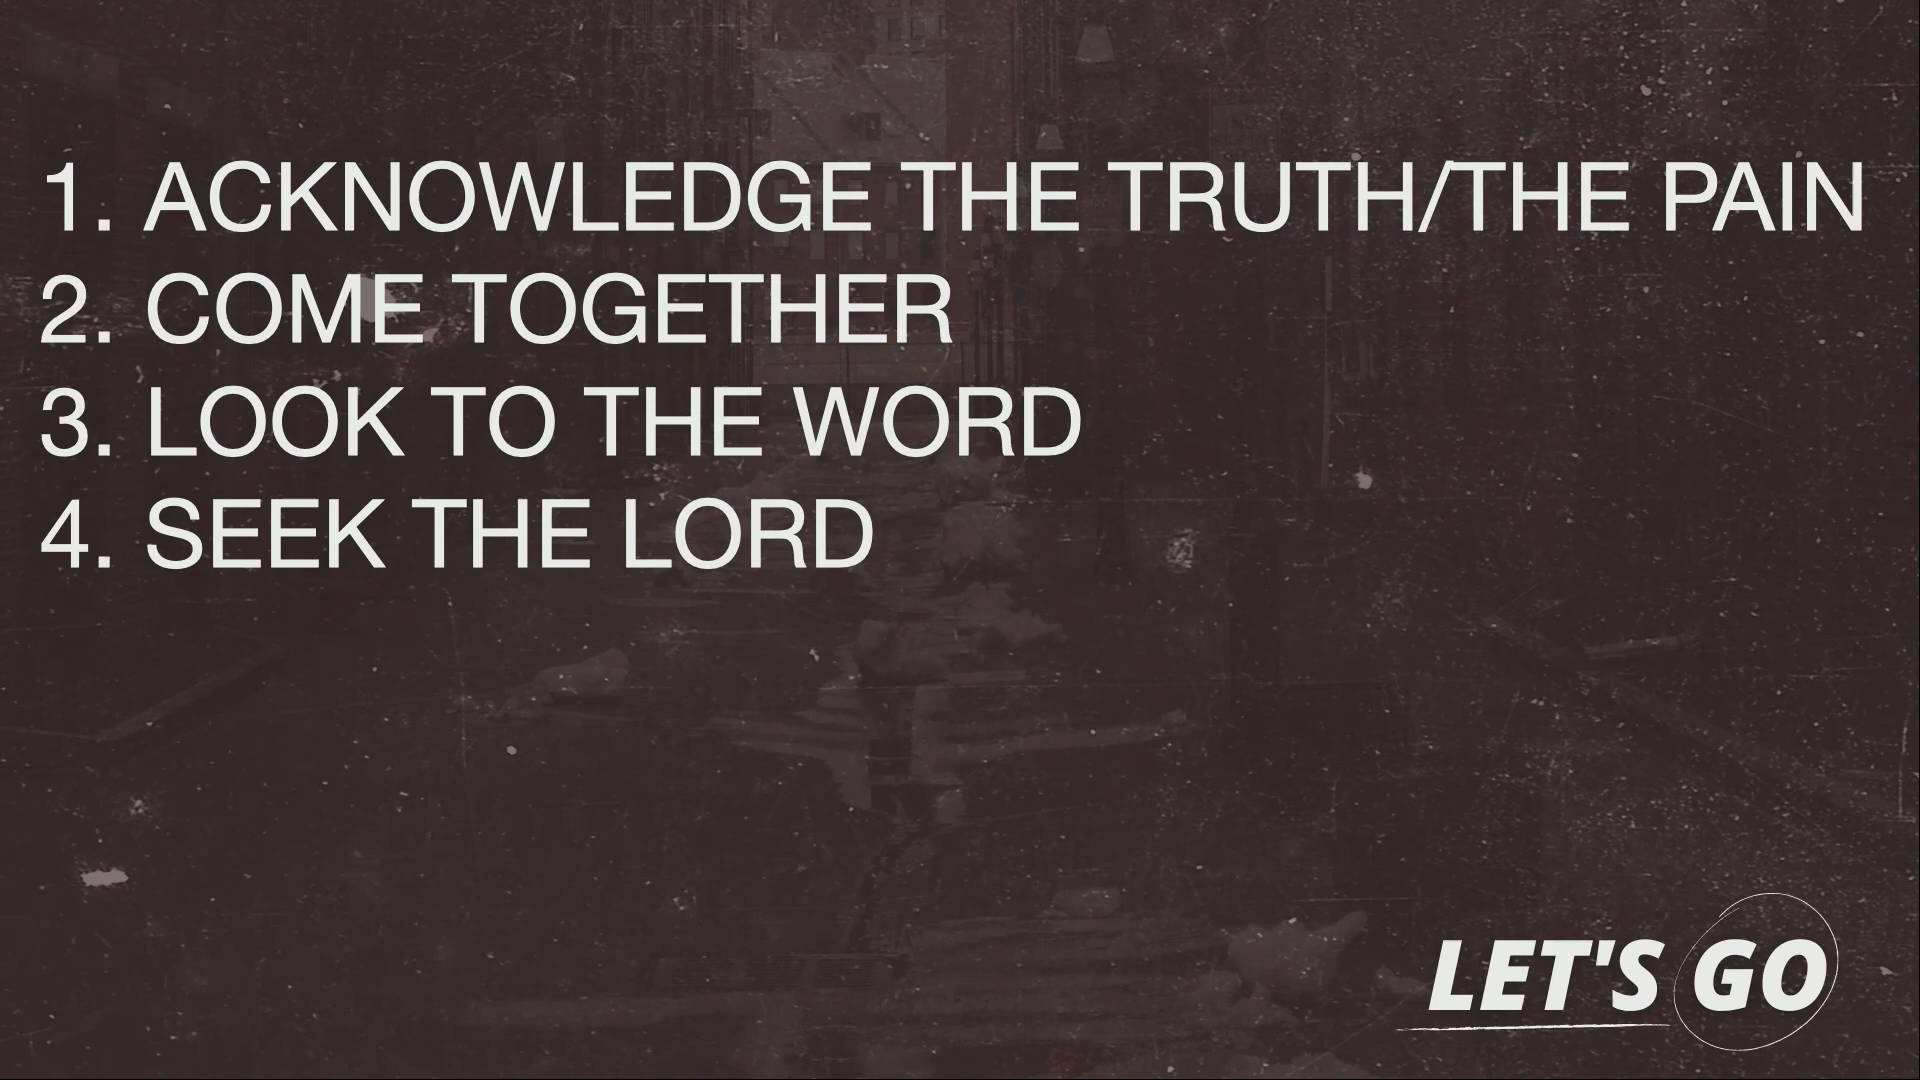 1. ACKNOWLEDGE THE TRUTH/THE PAIN
2. COME TOGETHER
3. LOOK TO THE WORD
4. SEEK THE LORD
LET'S GO